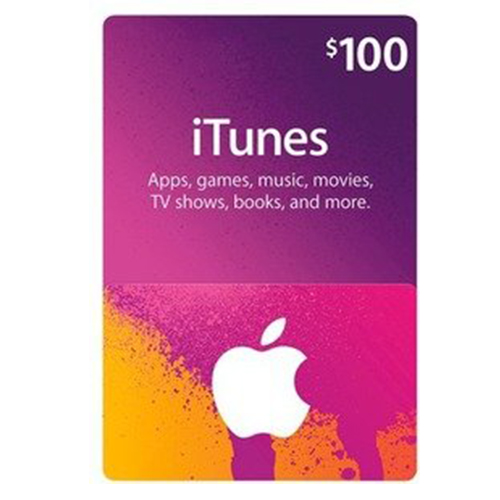 $100
iTunes
Apps, games, music, movies,
TV shows, books, and more.